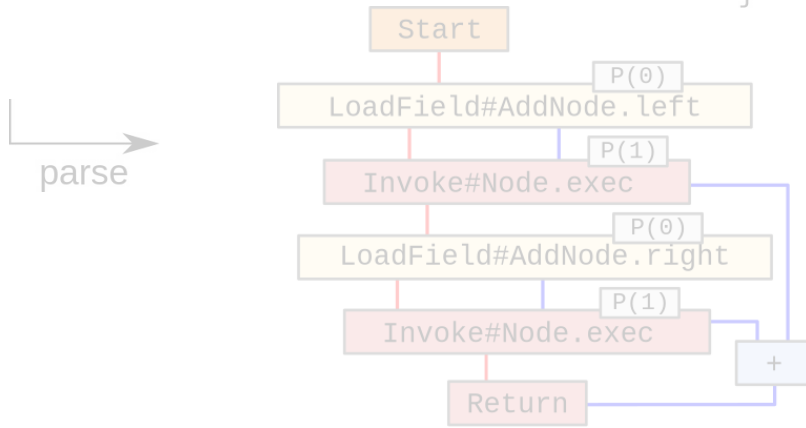 Start
P(0)
LoadField#AddNode.left
P(1)
parse
Invoke#Node.exec
P(0)
LoadField#AddNode.right
P(1)
Invoke#Node.exec
+
Return